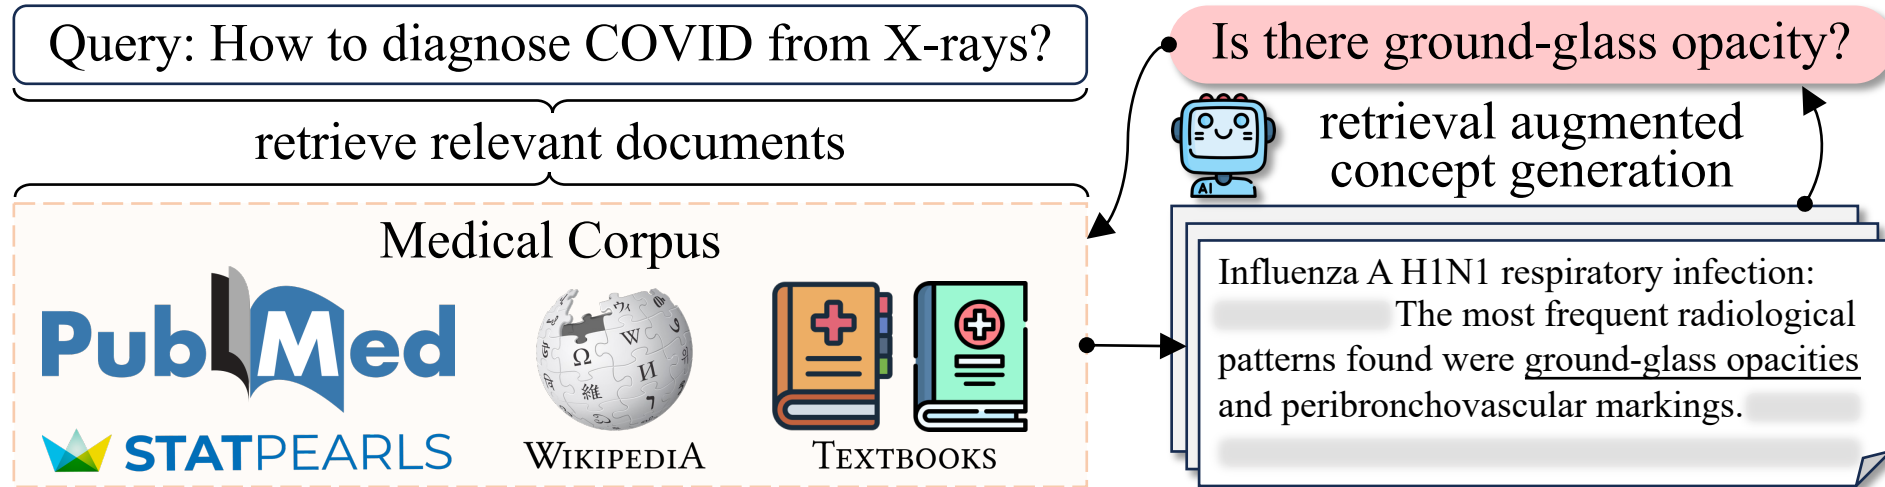 Query: How to diagnose COVID from X-rays?
retrieve relevant documents
Medical Corpus
PubMed
STATPEARLS
WIKIPEDIA
TEXTBOOKS
Is there ground-glass opacity?
AI
retrieval augmented
concept generation
Influenza A H1N1 respiratory infection:
The most frequent radiological
patterns found were ground-glass opacities
and peribronchovascular markings.